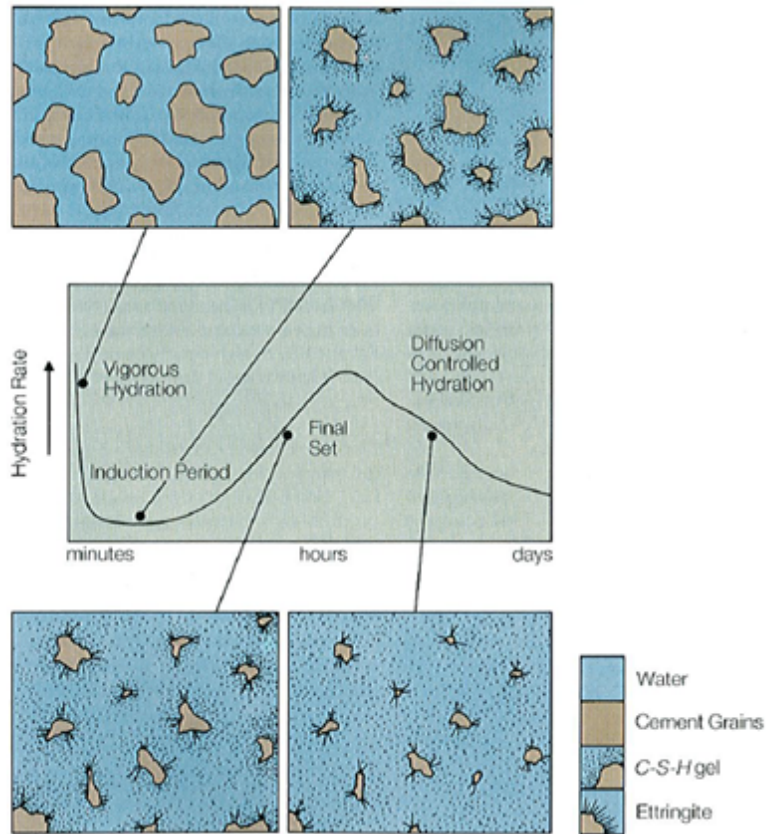 Hydration Rate
Vigorous
Hydration
Induction Period
Final
Set
Diffusion
Controlled
Hydration
minutes
hours
days
Water
Cement Grains
C-S-H gel
Ettringite